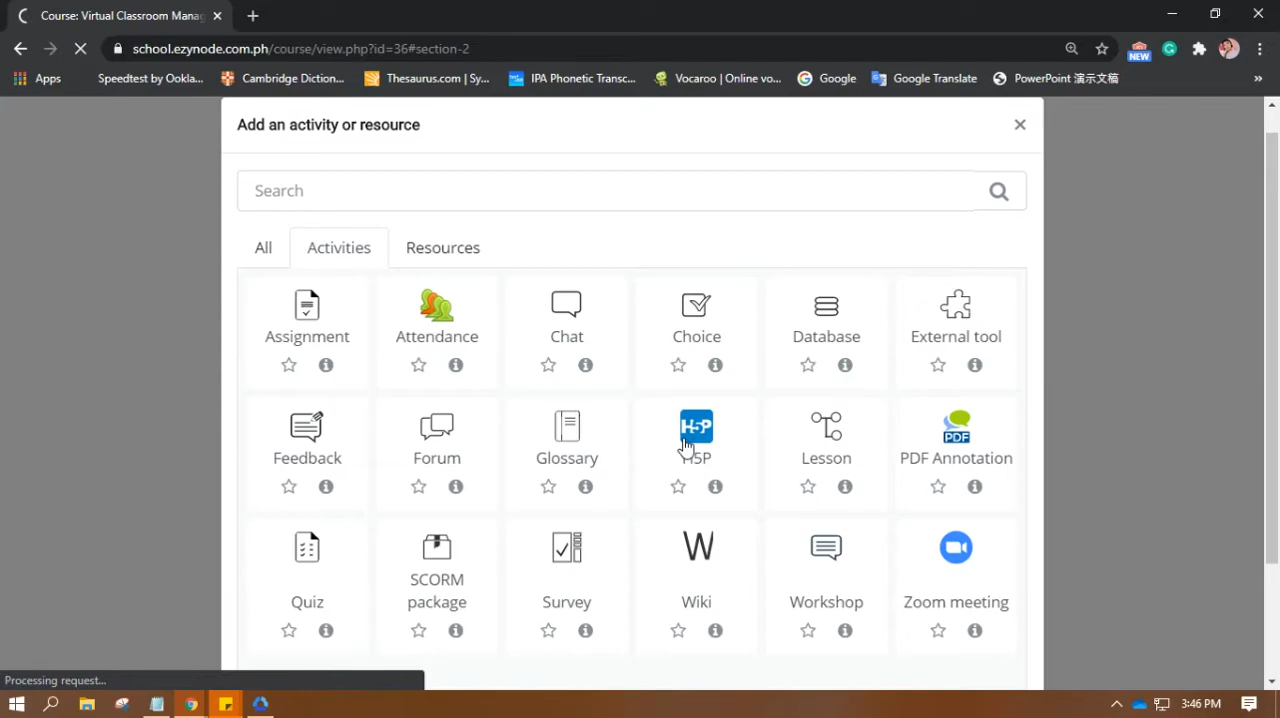 Course: Virtual Classroom Manag
school.ezynode.com.ph/course/view.php?id=36#section-2
NEW
Apps Speedtest by Ookla... Cambridge Diction... Thesaurus.com | Sy... IPA Phonetic Transc... Vocaroo | Online vo... Google Google Translate PowerPoint 演示文稿 »
Add an activity or resource
Search
All Activities Resources
Assignment Attendance Chat Choice Database External tool
H5P
PDF
Feedback Forum Glossary H5P Lesson PDF Annotation
W
SCORM
Quiz package Survey Wiki Workshop Zoom meeting
Processing request...
3:46 PM